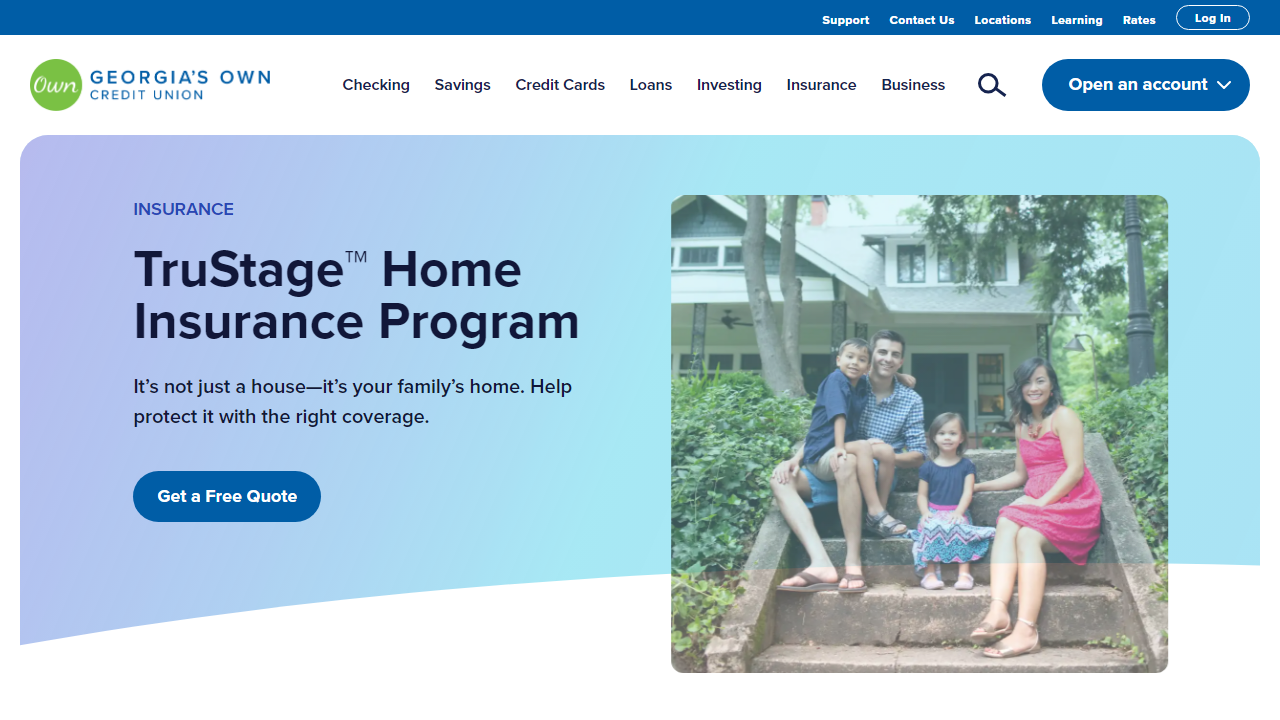 Support Contact Us Locations Learning Rates Log In
Own GEORGIA'S OWN
CREDIT UNION
Checking Savings Credit Cards Loans Investing Insurance Business Open an account
INSURANCE
TruStage™ Home
Insurance Program
It’s not just a house—it’s your family’s home. Help
protect it with the right coverage.
Get a Free Quote